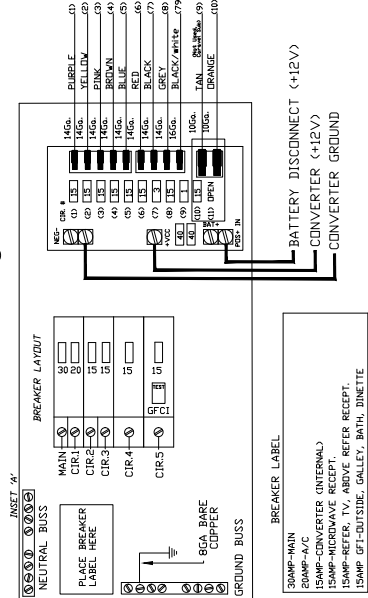 INSET 'A'
NEUTRAL BUSS
PLACE BREAKER
LABEL HERE
8GA BARE
COPPER
GROUND BUSS
BREAKER LAYOUT
MAIN
CIR.1
CIR.2
CIR.3
CIR.4
CIR.5
30
20
15
15
15
15
TEST
GFCI
BREAKER LABEL
30AMP-MAIN
20AMP-A/C
15AMP-CONVERTER (INTERNAL)
15AMP-MICROWAVE RECEPT.
15AMP-REFER, TV, ABOVE REFER RECEPT.
15AMP GFI-OUTSIDE, GALLEY, BATH, DINETTE
NEG-
CIR. #
(1) 15 14Ga. PURPLE (1)
(2) 15 14Ga. YELLOW (2)
(3) 15 14Ga. PINK (3)
(4) 15 14Ga. BROWN (4)
(5) 15 14Ga. BLUE (5)
(6) 15 14Ga. RED (6)
(7) 3 14Ga. BLACK (7)
(8) 15 14Ga. GREY (8)
(9) 1 16Ga. BLACK/white (79
(10) 15 10Ga. TAN (9)
(11) OPEN 10Ga. ORANGE (10)
+VCC
40
40
BAT+
POS+ IN
BATTERY DISCONNECT (+12V)
CONVERTER (+12V)
CONVERTER GROUND